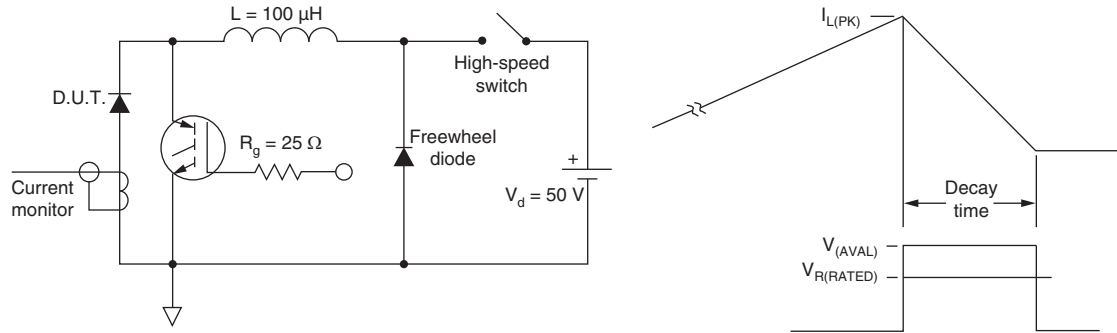 L = 100 µH
High-speed
switch
D.U.T.
R_g = 25 Ω
Freewheel
diode
+
V_d = 50 V
Current
monitor
I_L(PK)
Decay
time
V_(AVAL)
V_R(RATED)